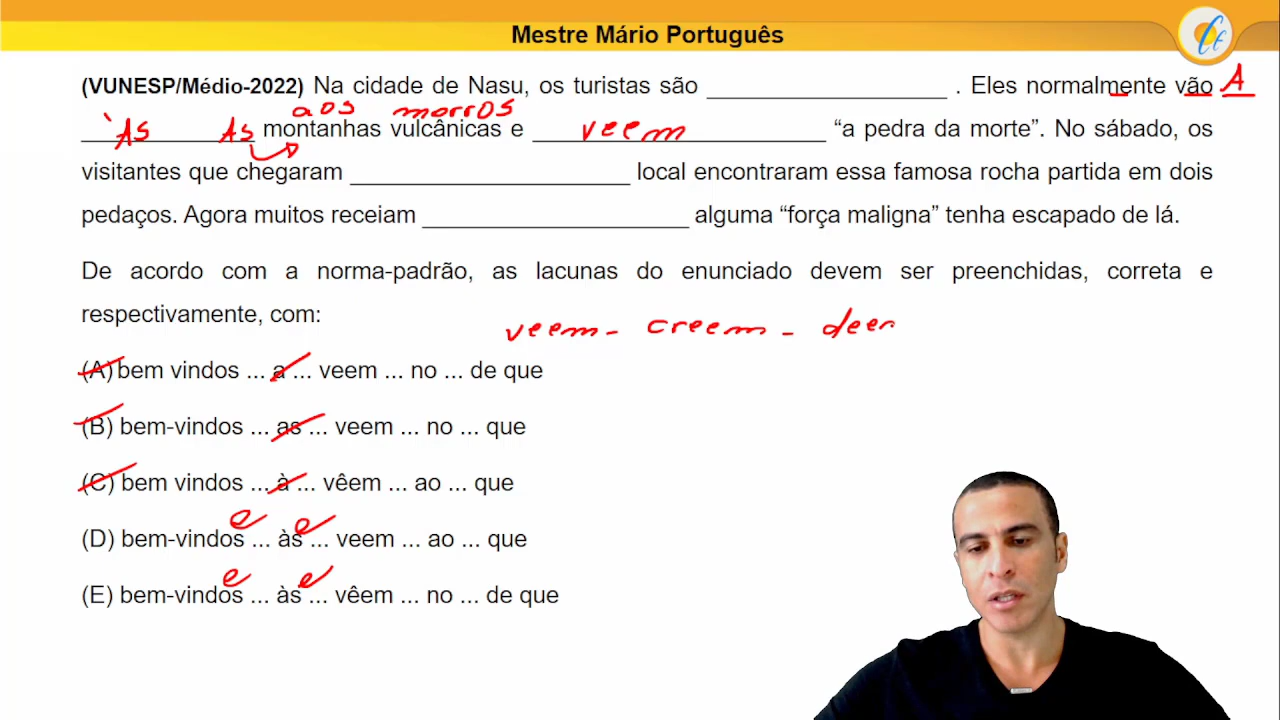 Mestre Mário Português
(VUNESP/Médio-2022) Na cidade de Nasu, os turistas são ____________ . Eles normalmente vão A
aos morros
`As As montanhas vulcânicas e veem “a pedra da morte”. No sábado, os
visitantes que chegaram ____________ local encontraram essa famosa rocha partida em dois
pedaços. Agora muitos receiam ____________ alguma “força maligna” tenha escapado de lá.
De acordo com a norma-padrão, as lacunas do enunciado devem ser preenchidas, correta e
respectivamente, com:
veem - creem - deem
(A) bem vindos ... a ... veem ... no ... de que
(B) bem-vindos ... as ... veem ... no ... que
(C) bem vindos ... à ... vêem ... ao ... que
(D) bem-vindos ... às ... veem ... ao ... que
(E) bem-vindos ... às ... vêem ... no ... de que